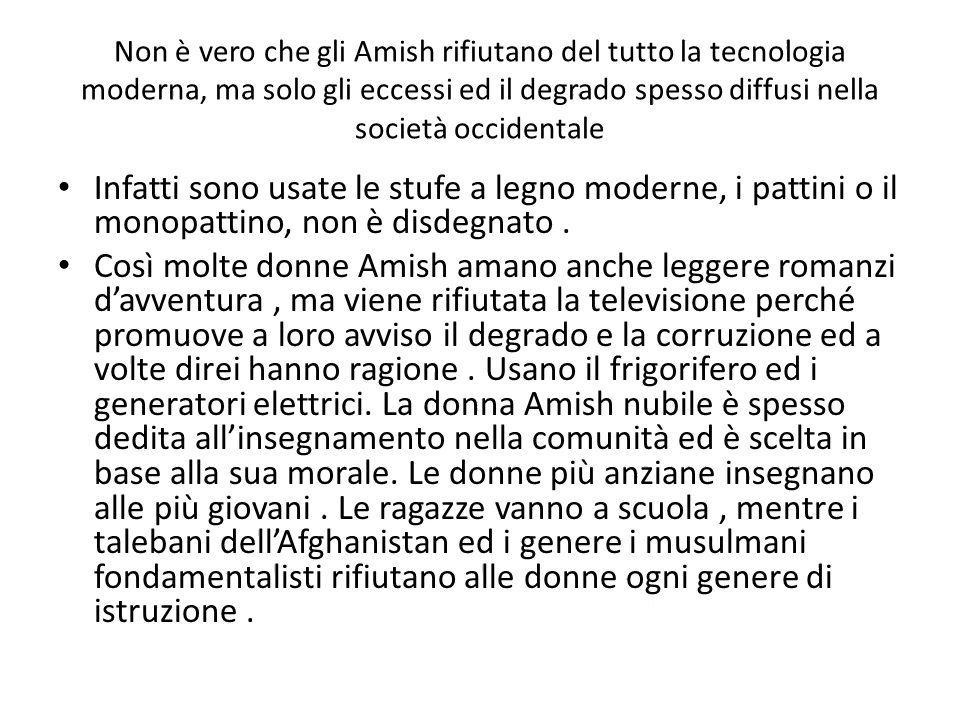 Non è vero che gli Amish rifiutano del tutto la tecnologia
moderna, ma solo gli eccessi ed il degrado spesso diffusi nella
società occidentale
• Infatti sono usate le stufe a legno moderne, i pattini o il
monopattino, non è disdegnato .
• Così molte donne Amish amano anche leggere romanzi
d’avventura , ma viene rifiutata la televisione perché
promuove a loro avviso il degrado e la corruzione ed a
volte direi hanno ragione . Usano il frigorifero ed i
generatori elettrici. La donna Amish nubile è spesso
dedita all’insegnamento nella comunità ed è scelta in
base alla sua morale. Le donne più anziane insegnano
alle più giovani . Le ragazze vanno a scuola , mentre i
talebani dell’Afghanistan ed i genere i musulmani
fondamentalisti rifiutano alle donne ogni genere di
istruzione .